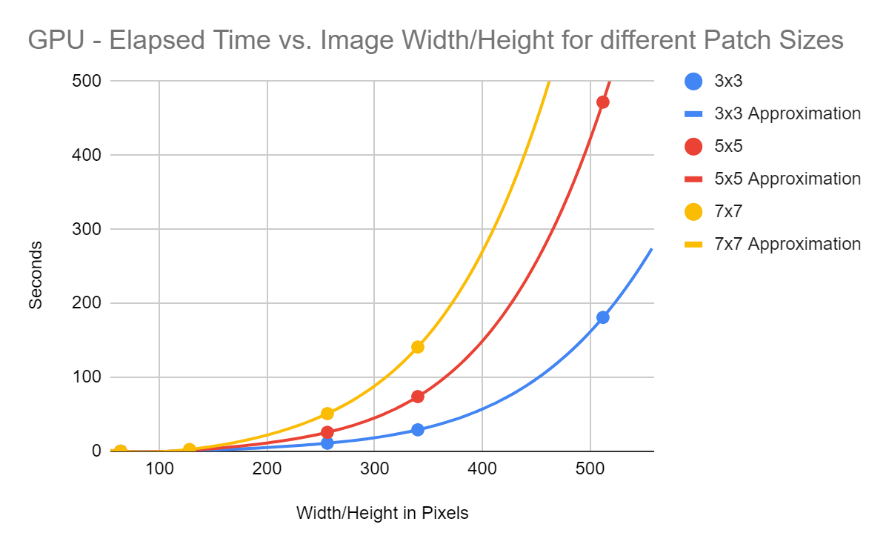 GPU - Elapsed Time vs. Image Width/Height for different Patch Sizes
500
400
300
200
100
0
Seconds
100
200
300
400
500
Width/Height in Pixels
3x3
3x3 Approximation
5x5
5x5 Approximation
7x7
7x7 Approximation